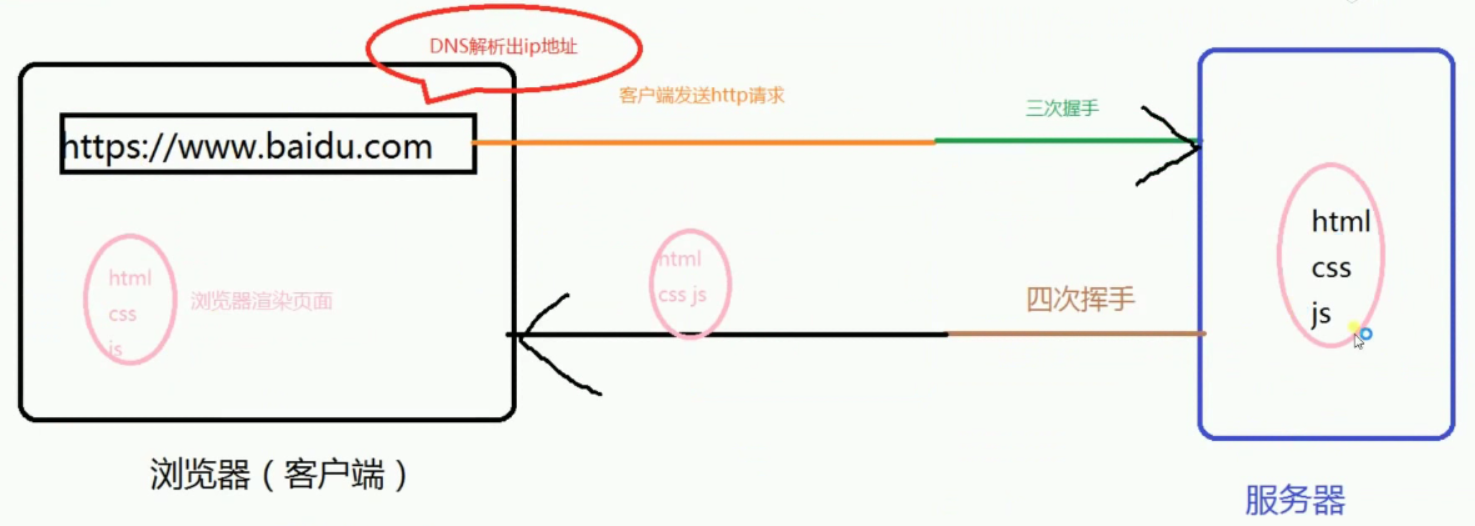 DNS解析出ip地址
客户端发送http请求
三次握手
https://www.baidu.com
html
css
js
html
css js
四次挥手
html
css
js
浏览器渲染页面
浏览器（客户端）
服务器